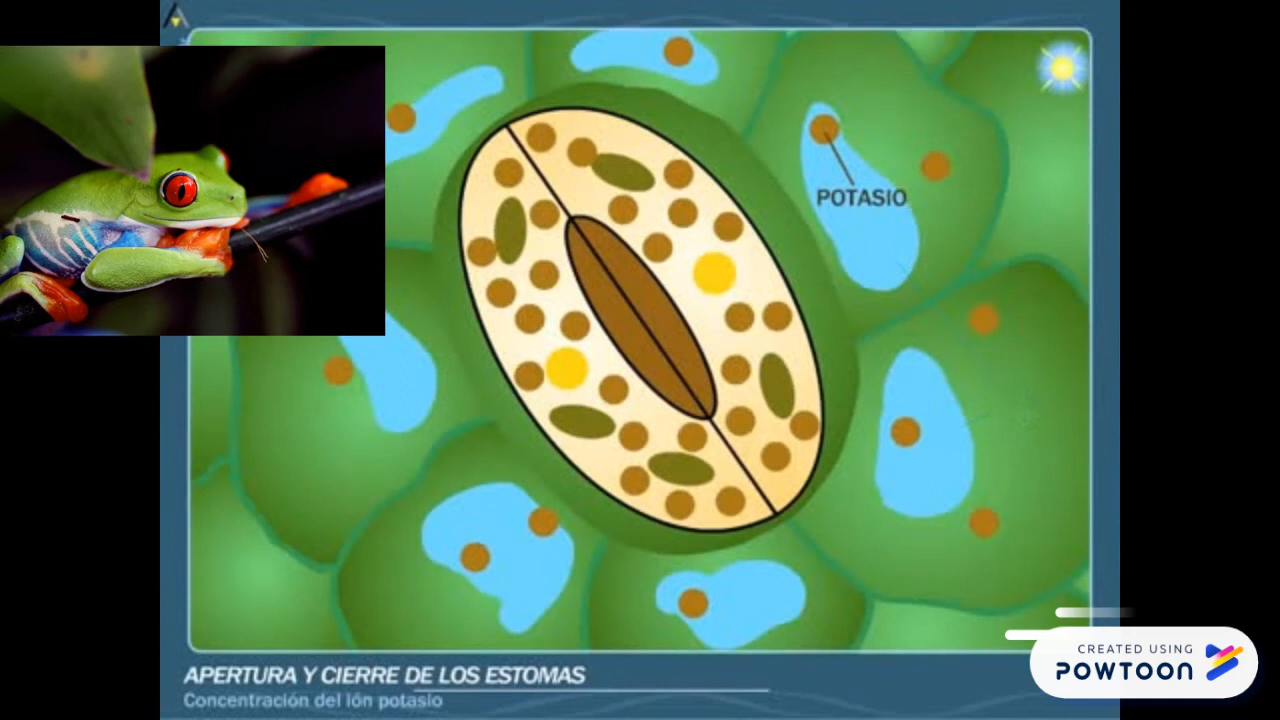 POTASIO
APERTURA Y CIERRE DE LOS ESTOMAS
Concentración del ión potasio
CREATED USING
POWTOON